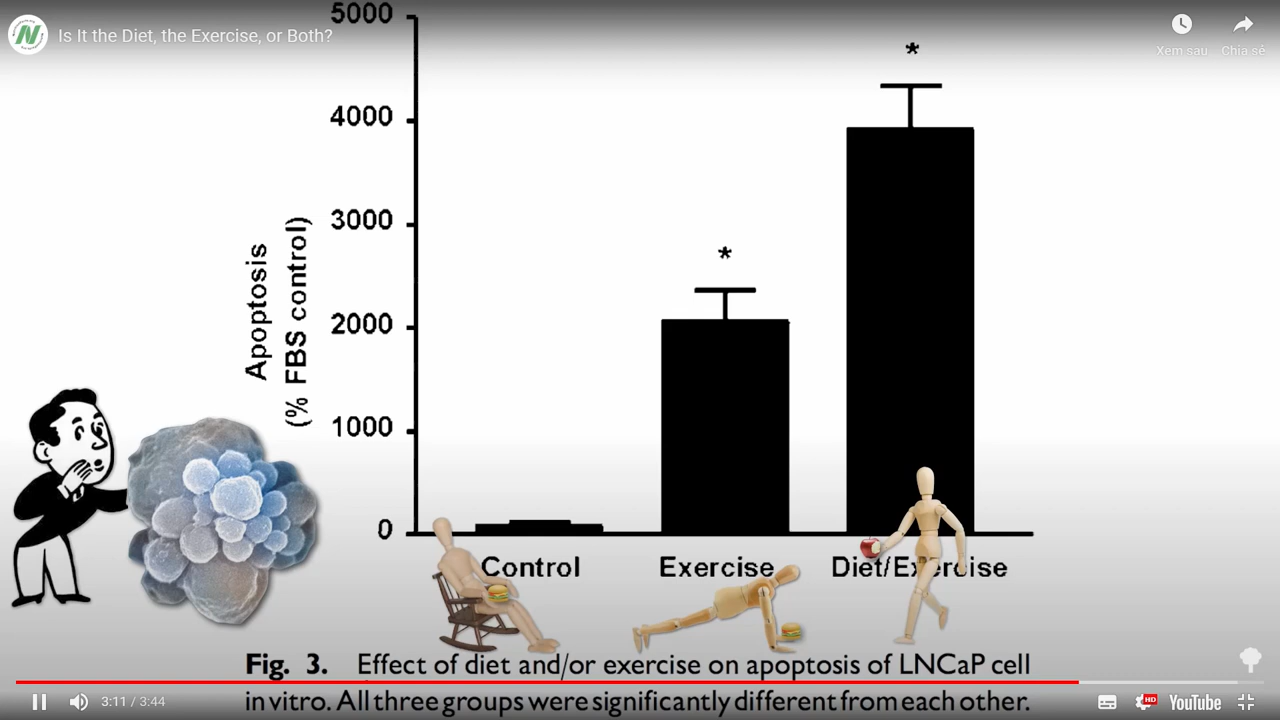 Is It the Diet, the Exercise, or Both?
Xem sau
Chia sẻ
5000
4000
3000
2000
1000
0
Apoptosis
(% FBS control)
*
*
Control
Exercise
Diet/Exercise
Fig. 3. Effect of diet and/or exercise on apoptosis of LNCaP cell
in vitro. All three groups were significantly different from each other.
3:11 / 3:44
HD
YouTube